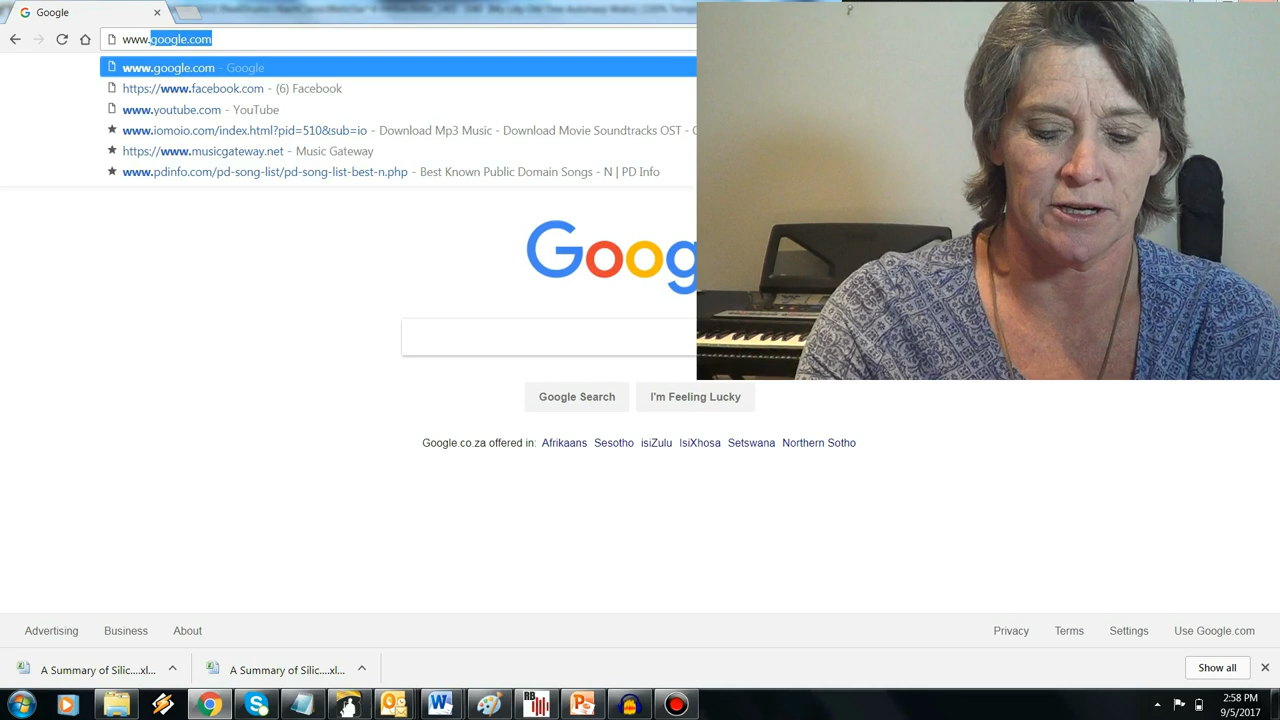 Google
www.google.com
www.google.com - Google
https://www.facebook.com - (6) Facebook
www.youtube.com - YouTube
www.iomoio.com/index.html?pid=510&sub=io - Download Mp3 Music - Download Movie Soundtracks OST - 
https://www.musicgateway.net - Music Gateway
www.pdinfo.com/pd-song-list/pd-song-list-best-n.php - Best Known Public Domain Songs - N | PD Info
Goog
Google Search I'm Feeling Lucky
Google.co.za offered in: Afrikaans Sesotho isiZulu IsiXhosa Setswana Northern Sotho
Advertising Business About Privacy Terms Settings Use Google.com
A Summary of Silic....xl... A Summary of Silic....xl... Show all
RB
2:58 PM
9/5/2017